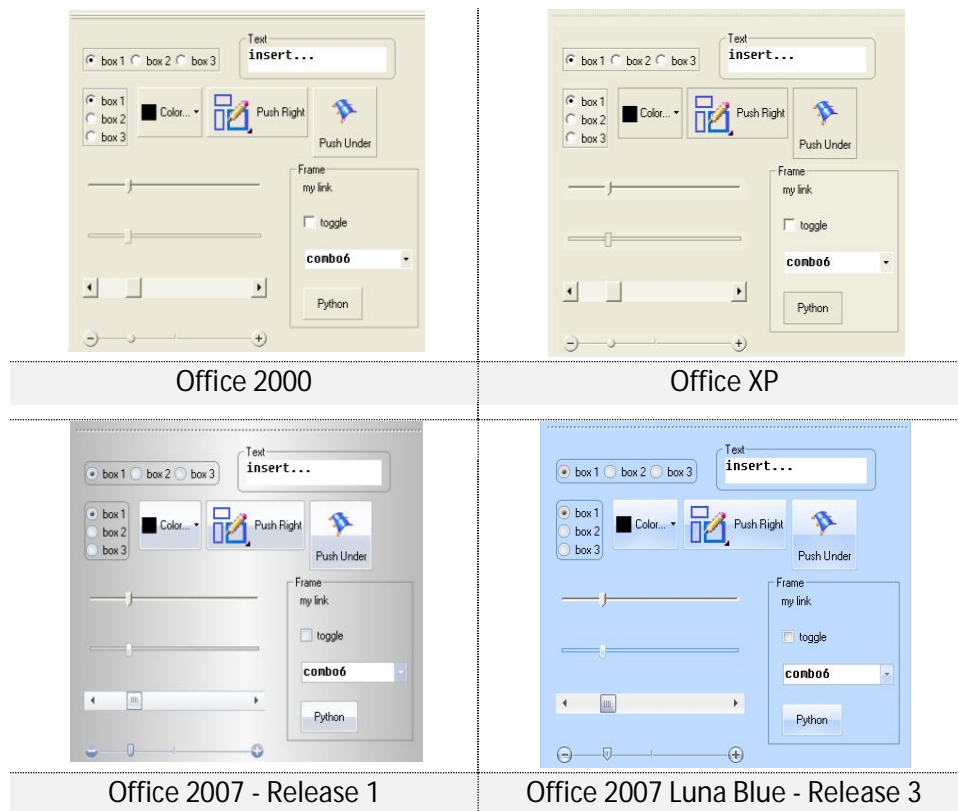 Text
box 1 box 2 box 3
insert...
box 1
box 2
box 3
Color...
Push Right
Push Under
Frame
my link
toggle
combo6
Python
Office 2000
Text
box 1 box 2 box 3
insert...
box 1
box 2
box 3
Color...
Push Right
Push Under
Frame
my link
toggle
combo6
Python
Office XP
Text
box 1 box 2 box 3
insert...
box 1
box 2
box 3
Color...
Push Right
Push Under
Frame
my link
toggle
combo6
Python
Office 2007 - Release 1
Text
box 1 box 2 box 3
insert...
box 1
box 2
box 3
Color...
Push Right
Push Under
Frame
my link
toggle
combo6
Python
Office 2007 Luna Blue - Release 3